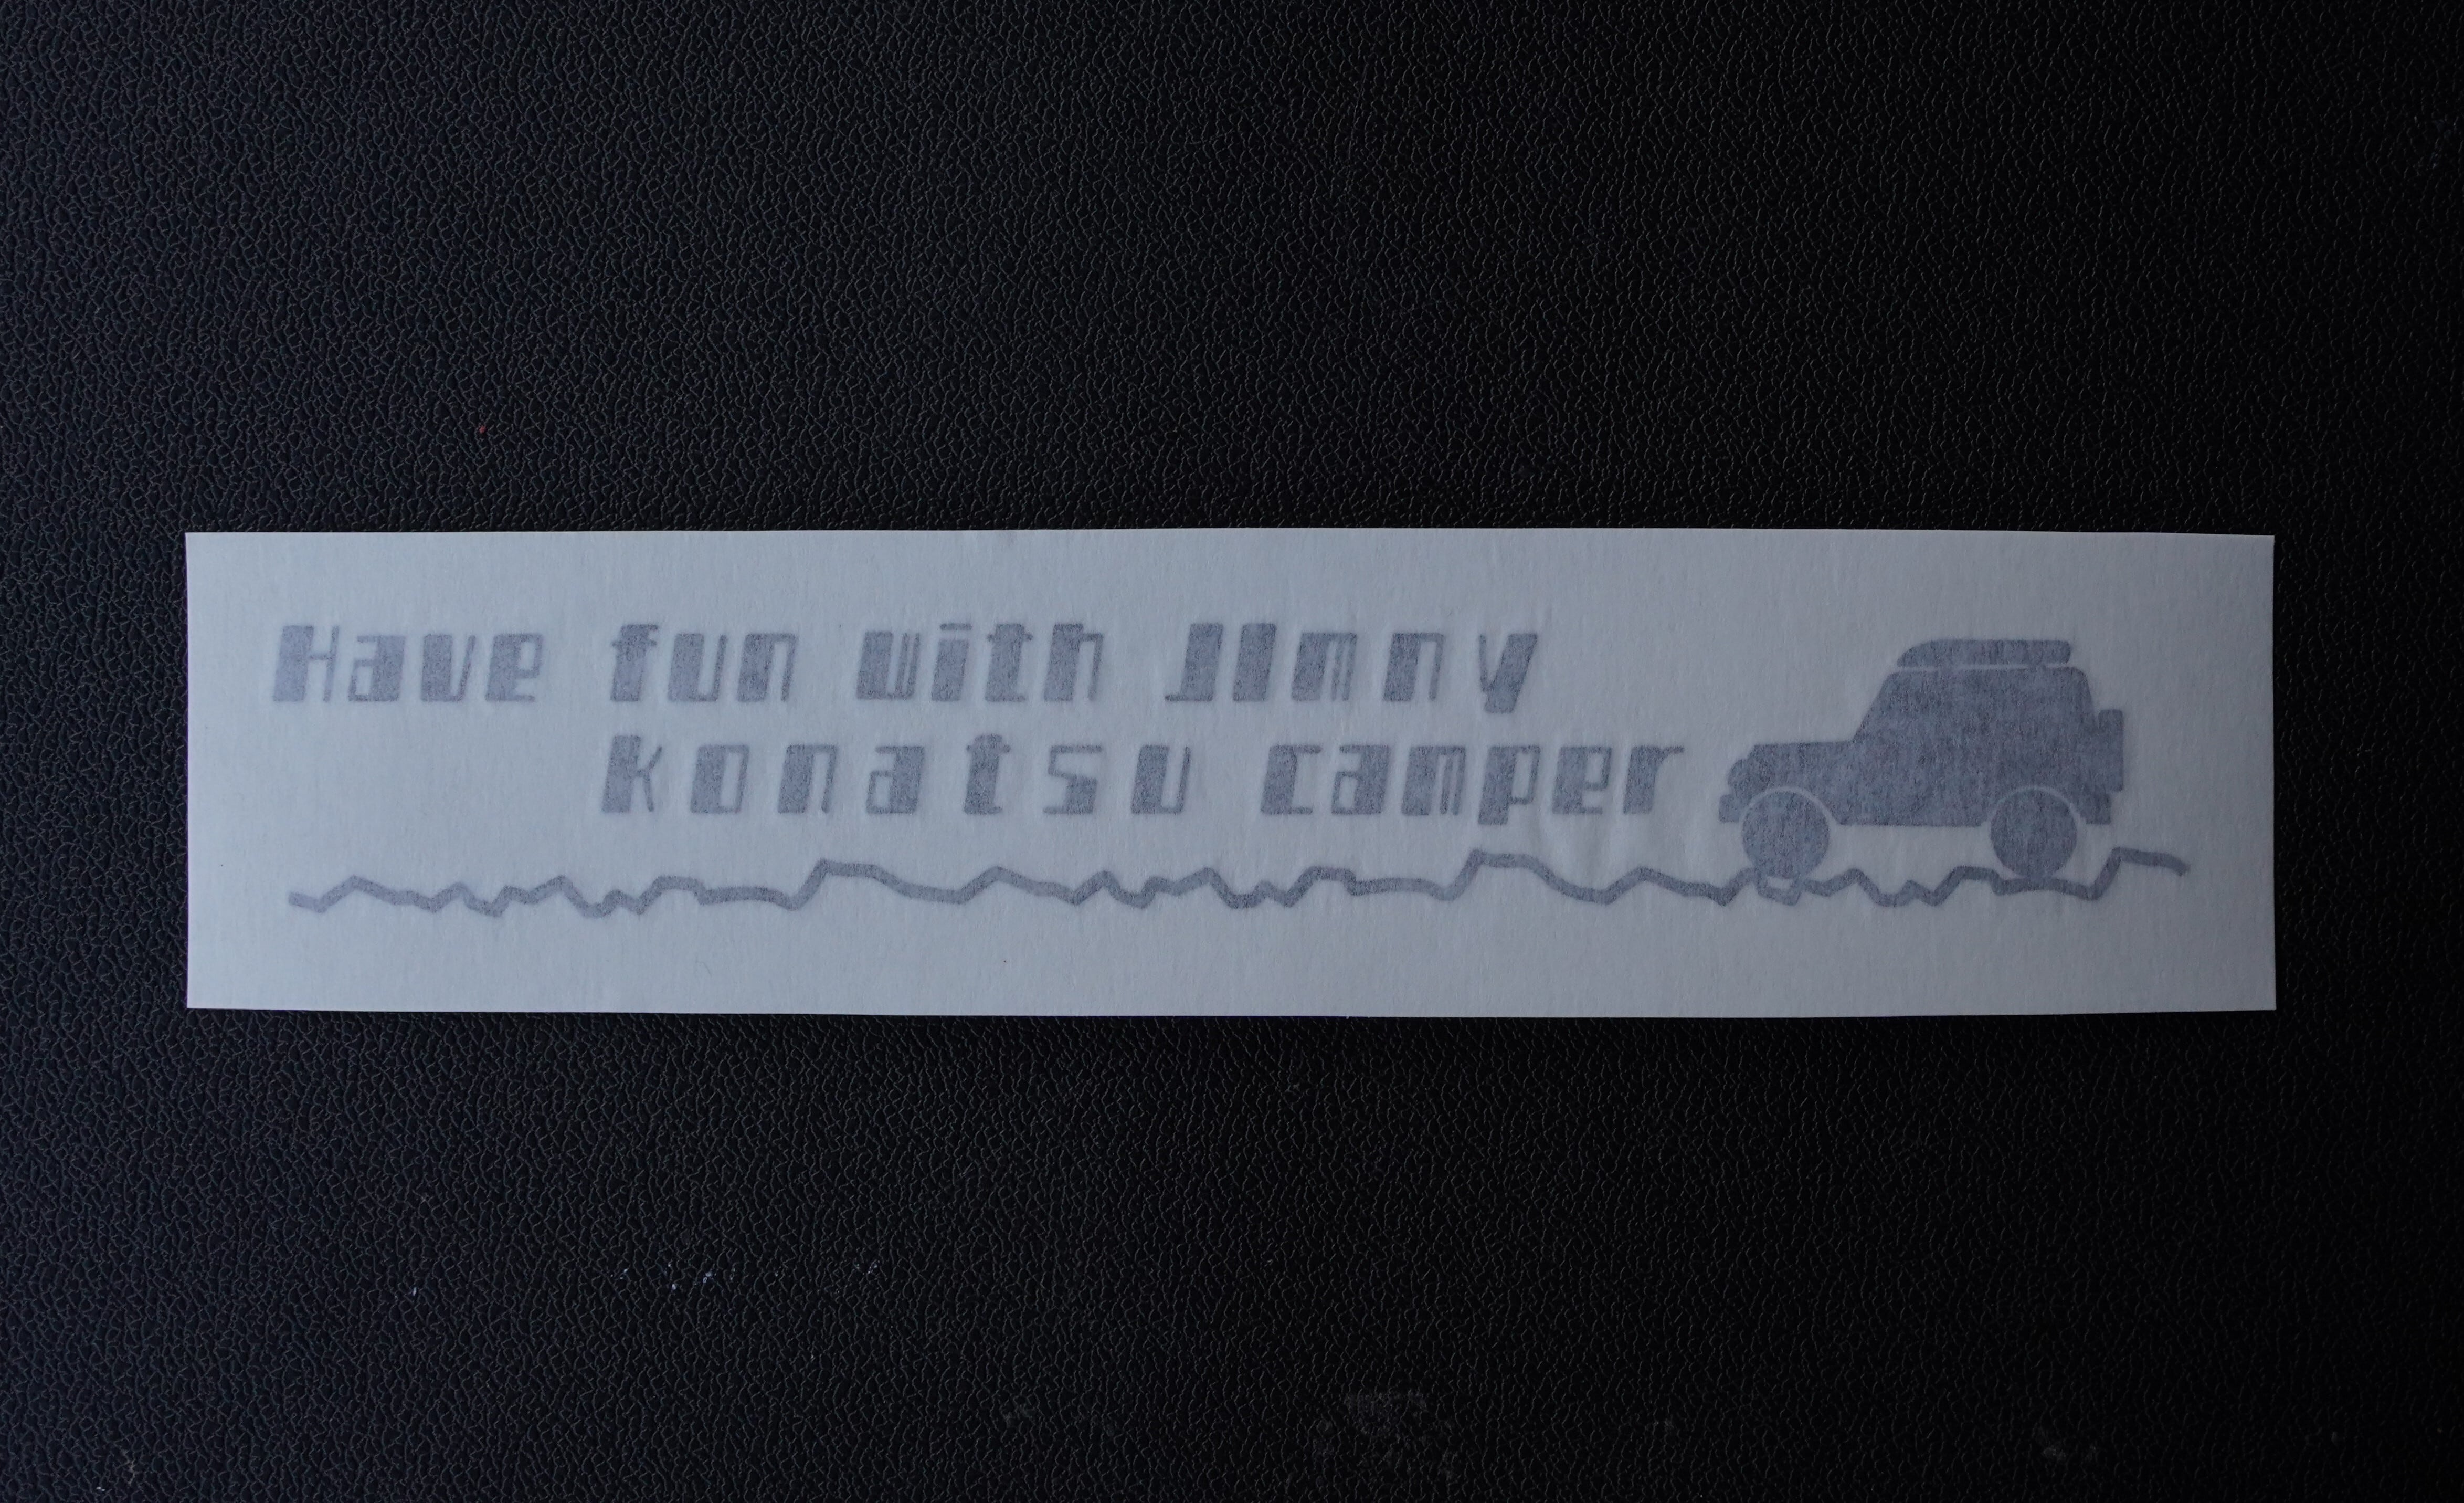 Have fun with JImny
konatsu camper